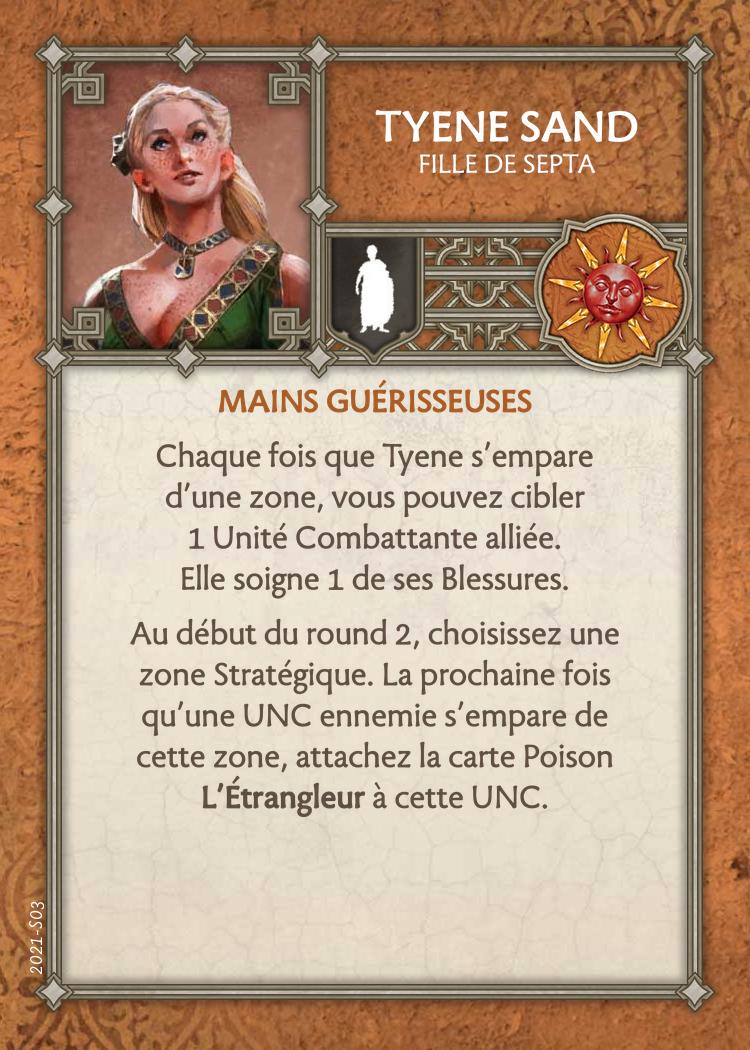 TYENE SAND
FILLE DE SEPTA
MAINS GUÉRISSEUSES
Chaque fois que Tyene s'empare
d'une zone, vous pouvez cibler
1 Unité Combattante alliée.
Elle soigne 1 de ses Blessures.
Au début du round 2, choisissez une
zone Stratégique. La prochaine fois
qu'une UNC ennemie s'empare de
cette zone, attachez la carte Poison
L'Étrangleur à cette UNC.
2021-S03